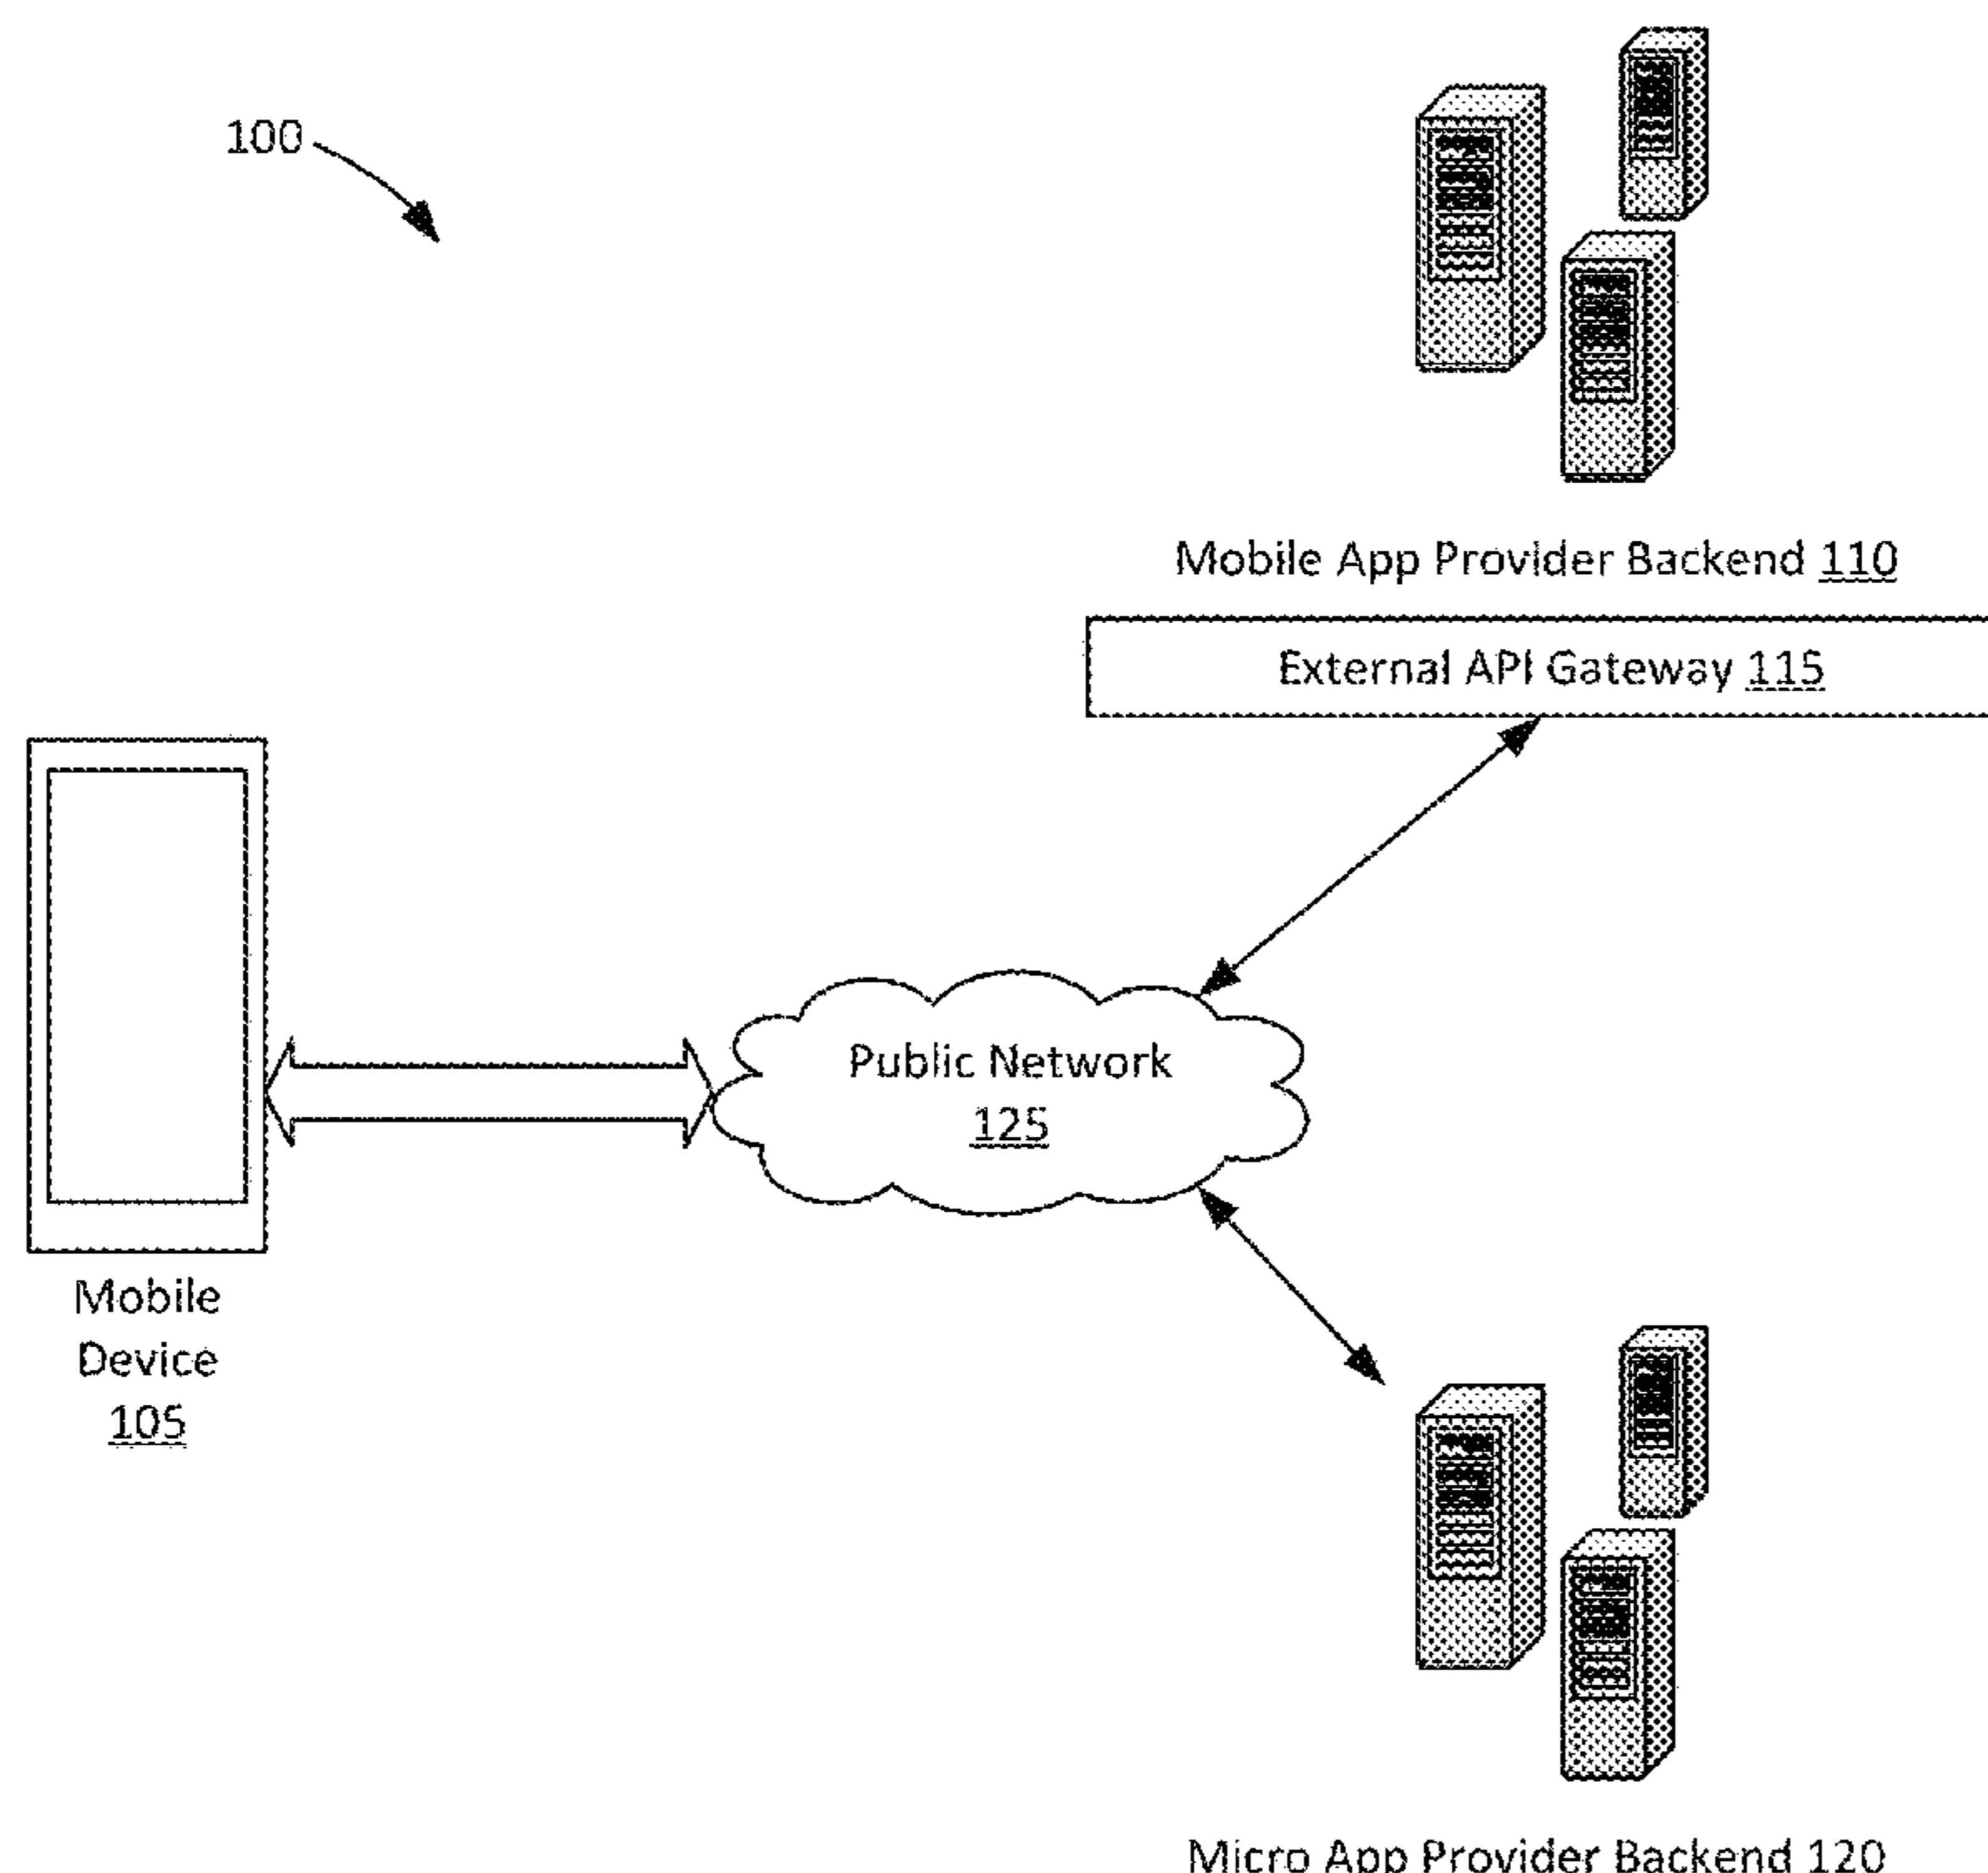 100
Mobile App Provider Backend 110
External API Gateway 115
Public Network
125
Mobile
Device
105
Micro App Provider Backend 120